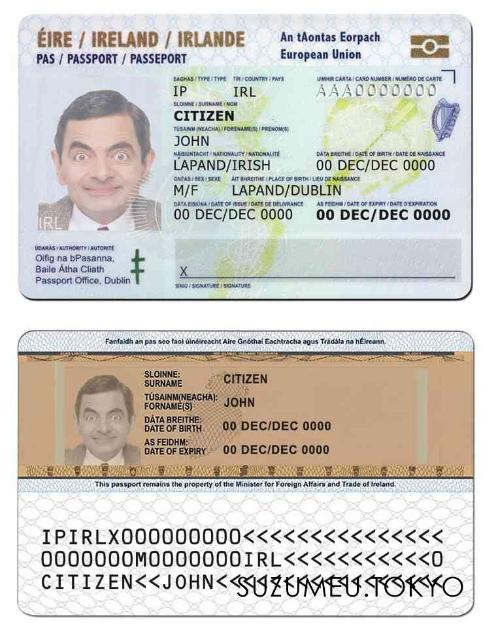 ÉIRE / IRELAND / IRLANDE
An tAontas Eorpach
PAS / PASSPORT / PASSEPORT
European Union
SAGHAS / TYPE / TYPE TÍR / COUNTRY / PAYS UIMHIR CÁRTA / CARD NUMBER / NUMÉRO DE CARTE
IP IRL AAA0000000
SLOINNE / SURNAME / NOM
CITIZEN
TÚSAINM (NEACHA) / FORENAME(S) / PRÉNOM(S)
JOHN
NÁISIÚNTACHT / NATIONALITY / NATIONALITÉ DÁTA BREITHE / DATE OF BIRTH / DATE DE NAISSANCE
LAPAND/IRISH 00 DEC/DEC 0000
GNÉAS / SEX / SEXE ÁIT BHREITHE / PLACE OF BIRTH / LIEU DE NAISSANCE
M/F LAPAND/DUBLIN
DÁTA EISIÚNA / DATE OF ISSUE / DATE DE DÉLIVRANCE AS FEIDHM / DATE OF EXPIRY / DATE D'EXPIRATION
00 DEC/DEC 0000 00 DEC/DEC 0000
IRL
ÚDARÁS / AUTHORITY / AUTORITÉ
Oifig na bPasanna,
Baile Átha Cliath
Passport Office, Dublin
X
SÍNIÚ / SIGNATURE / SIGNATURE
Fanfaidh an pas seo faoi úinéireacht Aire Gnóthaí Eachtracha agus Trádála na hÉireann.
SLOINNE: CITIZEN
SURNAME
TÚSAINM(NEACHA): JOHN
FORNAME(S)
DÁTA BREITHE: 00 DEC/DEC 0000
DATE OF BIRTH
AS FEIDHM: 00 DEC/DEC 0000
DATE OF EXPIRY
This passport remains the property of the Minister for Foreign Affairs and Trade of Ireland.
IPIRLX000000000<<<<<<<<<<<<<<<
0000000M0000000IRL<<<<<<<<<<<0
CITIZEN<<JOHN<<<<<<<<<<<<<<<<<
SUZUMEU.TOKYO